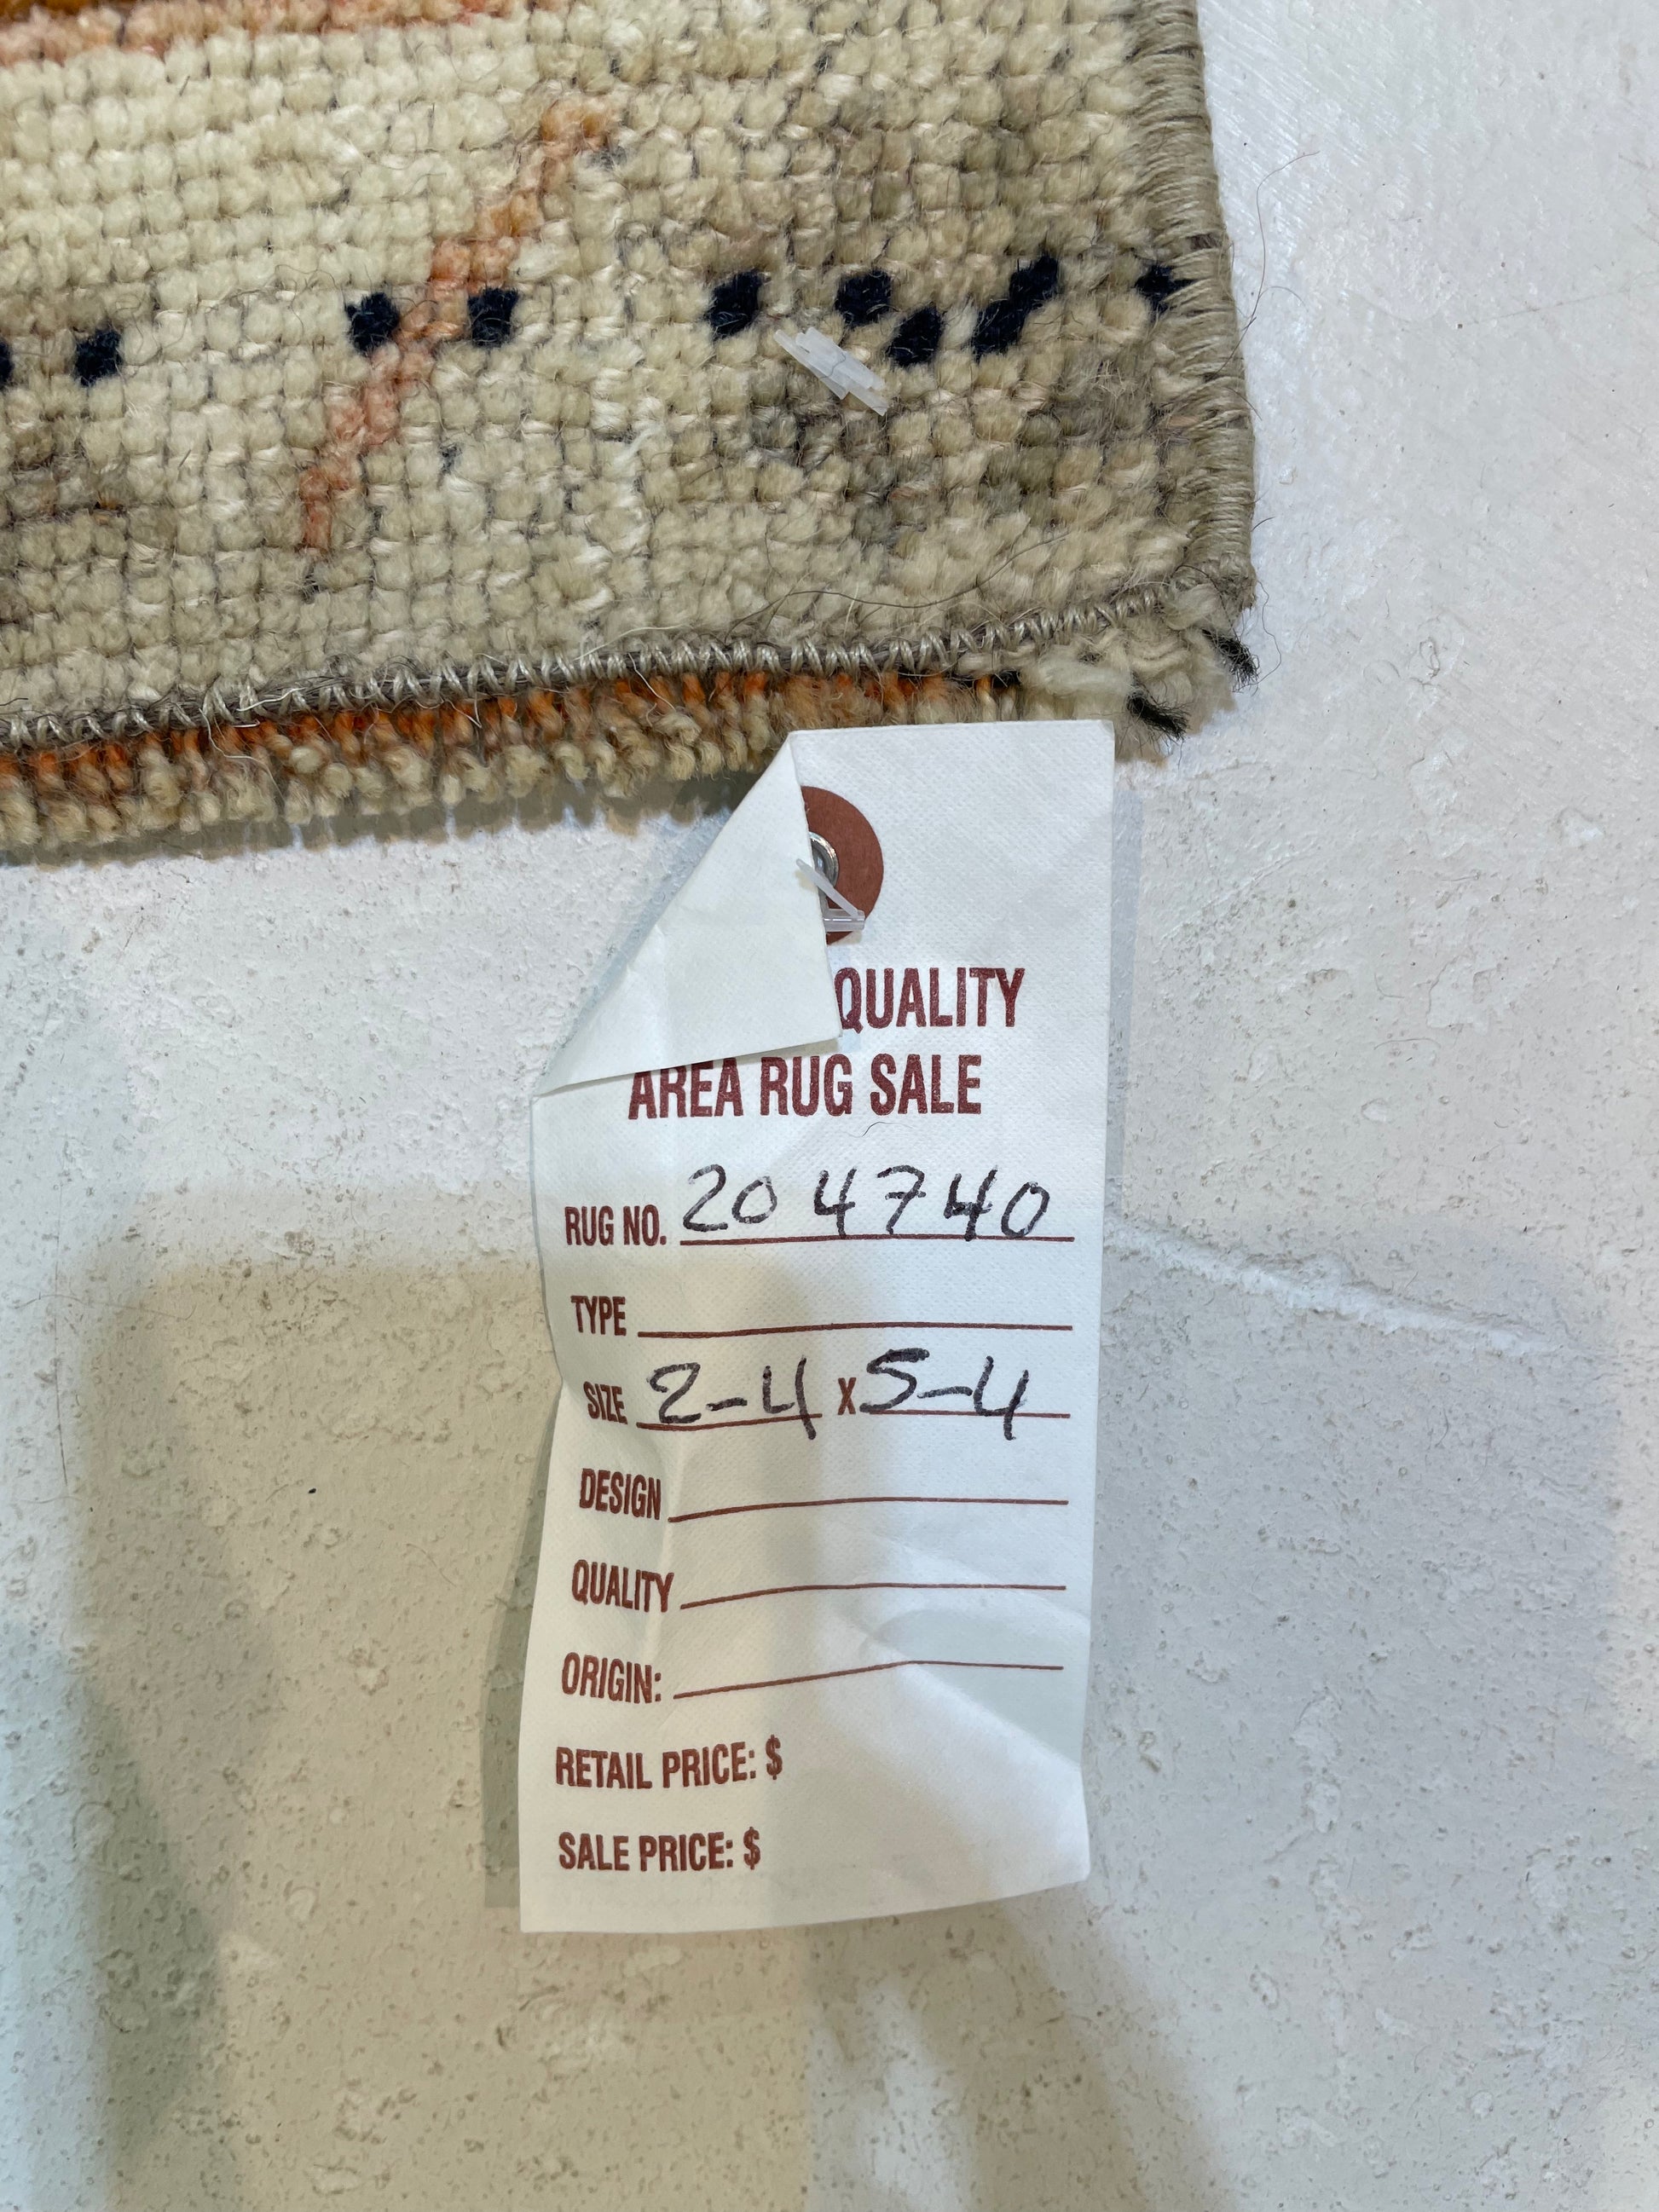 QUALITY
AREA RUG SALE
RUG NO. 204740
TYPE
SIZE 2-4 X 5-4
DESIGN
QUALITY
ORIGIN:
RETAIL PRICE: $
SALE PRICE: $